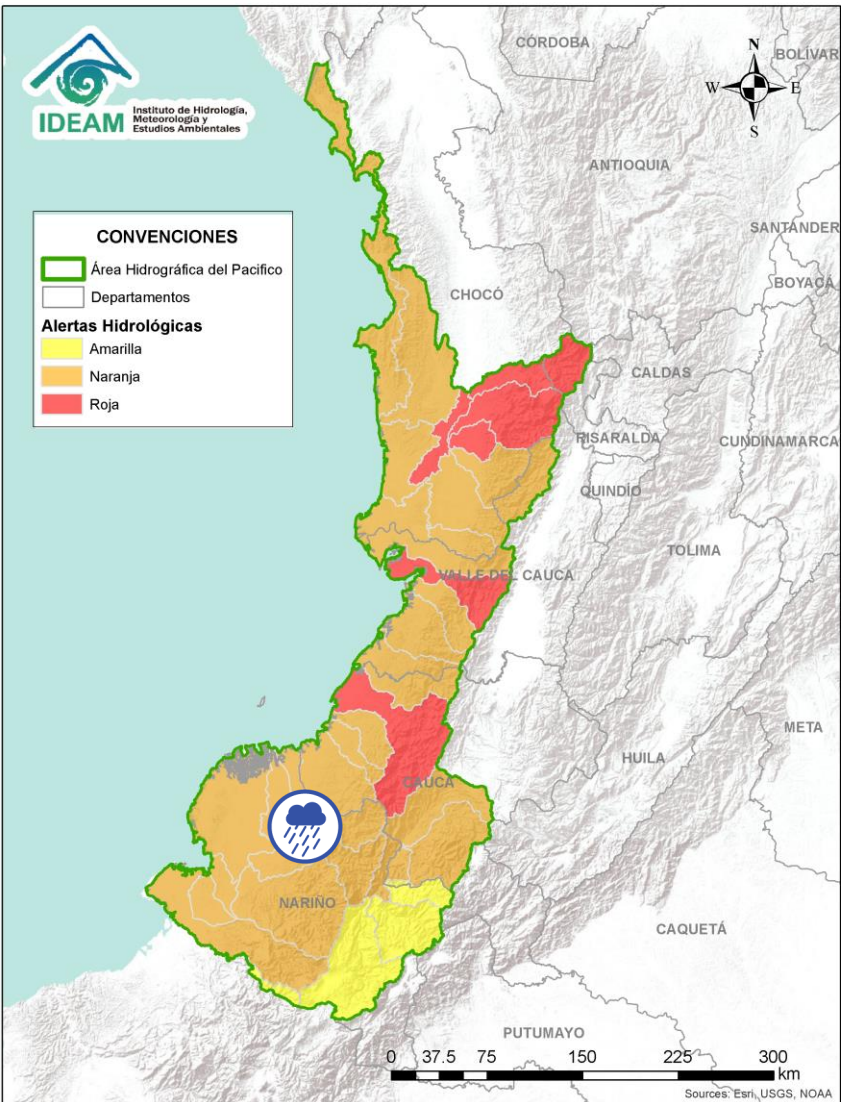 IDEAM
Instituto de Hidrología,
Meteorología y
Estudios Ambientales
CÓRDOBA
BOLIVAR
N
W
E
S
ANTIOQUIA
SANTANDER
BOYACÁ
CONVENCIONES
Área Hidrográfica del Pacifico
Departamentos
Alertas Hidrológicas
Amarilla
Naranja
Roja
CHOCÓ
CALDAS
RISARALDA
CUNDINAMARCA
QUINDÍO
TOLIMA
VALLE DEL CAUCA
META
HUILA
CAUCA
NARIÑO
CAQUETÁ
PUTUMAYO
0 37.5 75 150 225 300
km
Sources: Esri, USGS, NOAA